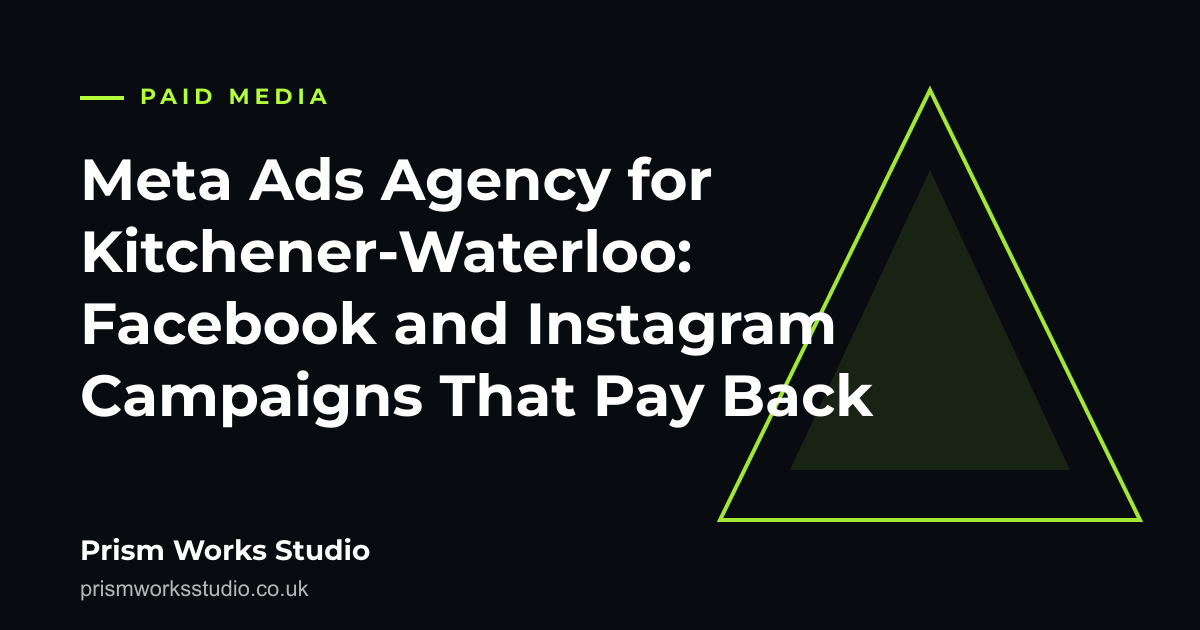 PAID MEDIA
Meta Ads Agency for
Kitchener-Waterloo:
Facebook and Instagram
Campaigns That Pay Back
Prism Works Studio
prismworksstudio.co.uk